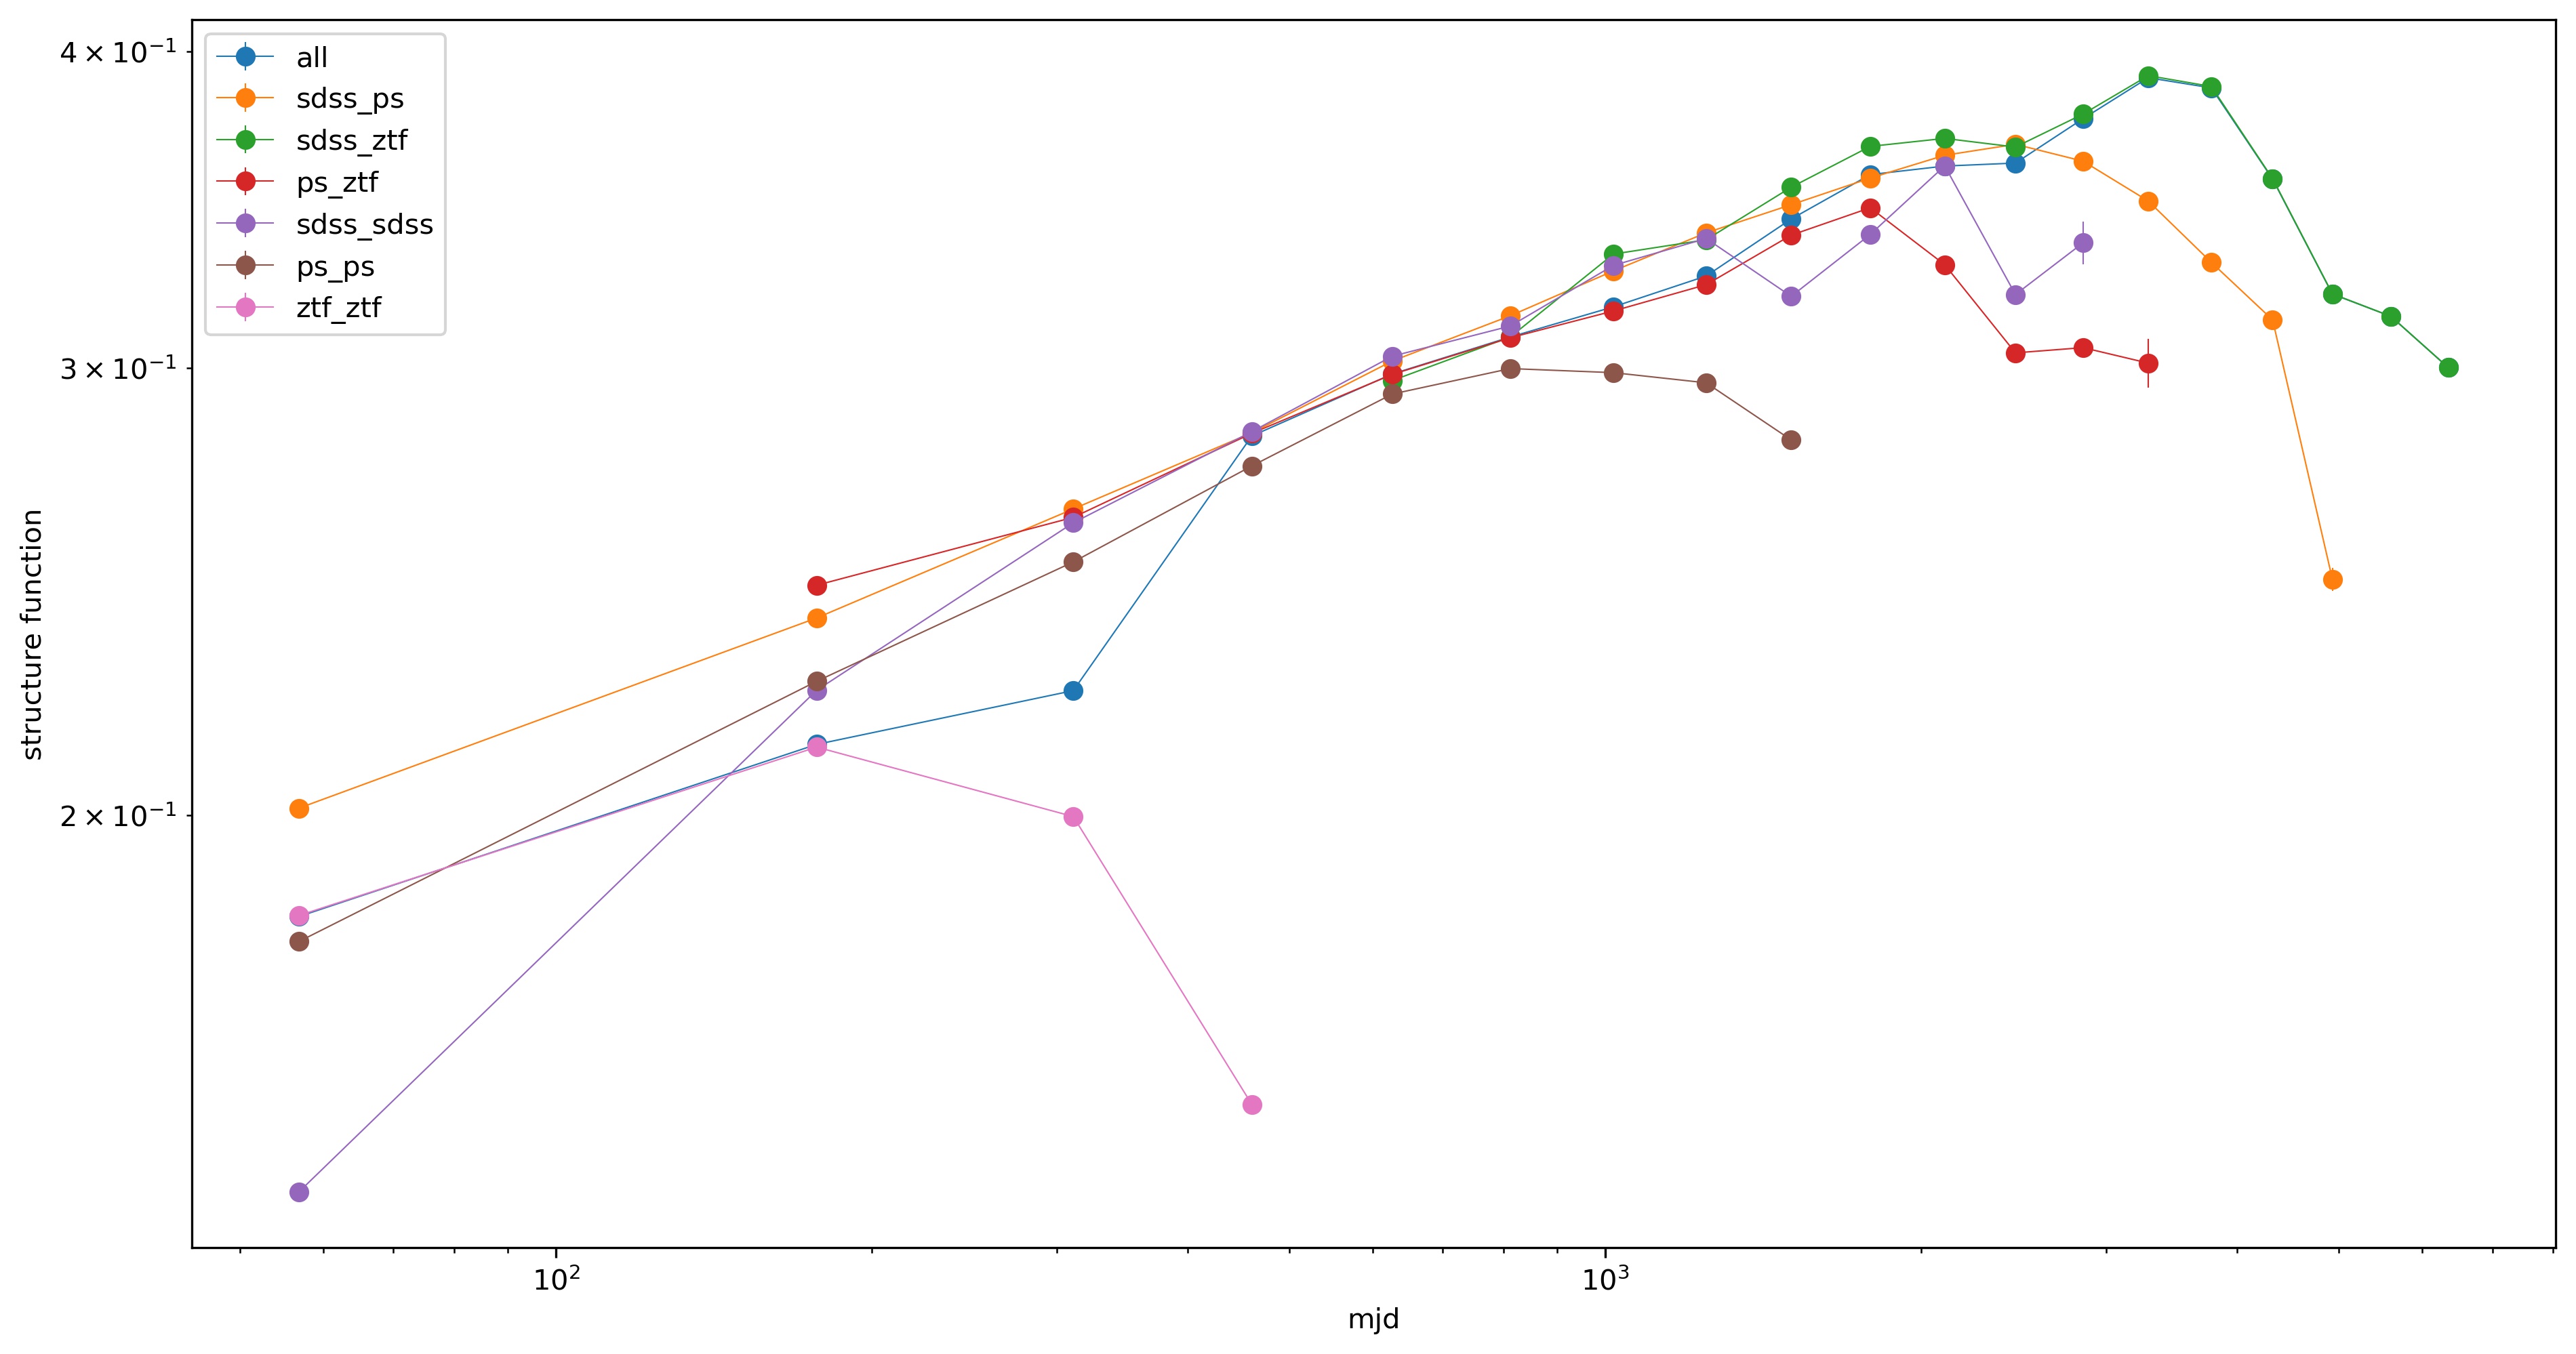 4 × 10⁻¹
3 × 10⁻¹
2 × 10⁻¹
structure function
all
sdss_ps
sdss_ztf
ps_ztf
sdss_sdss
ps_ps
ztf_ztf
10²
10³
mjd